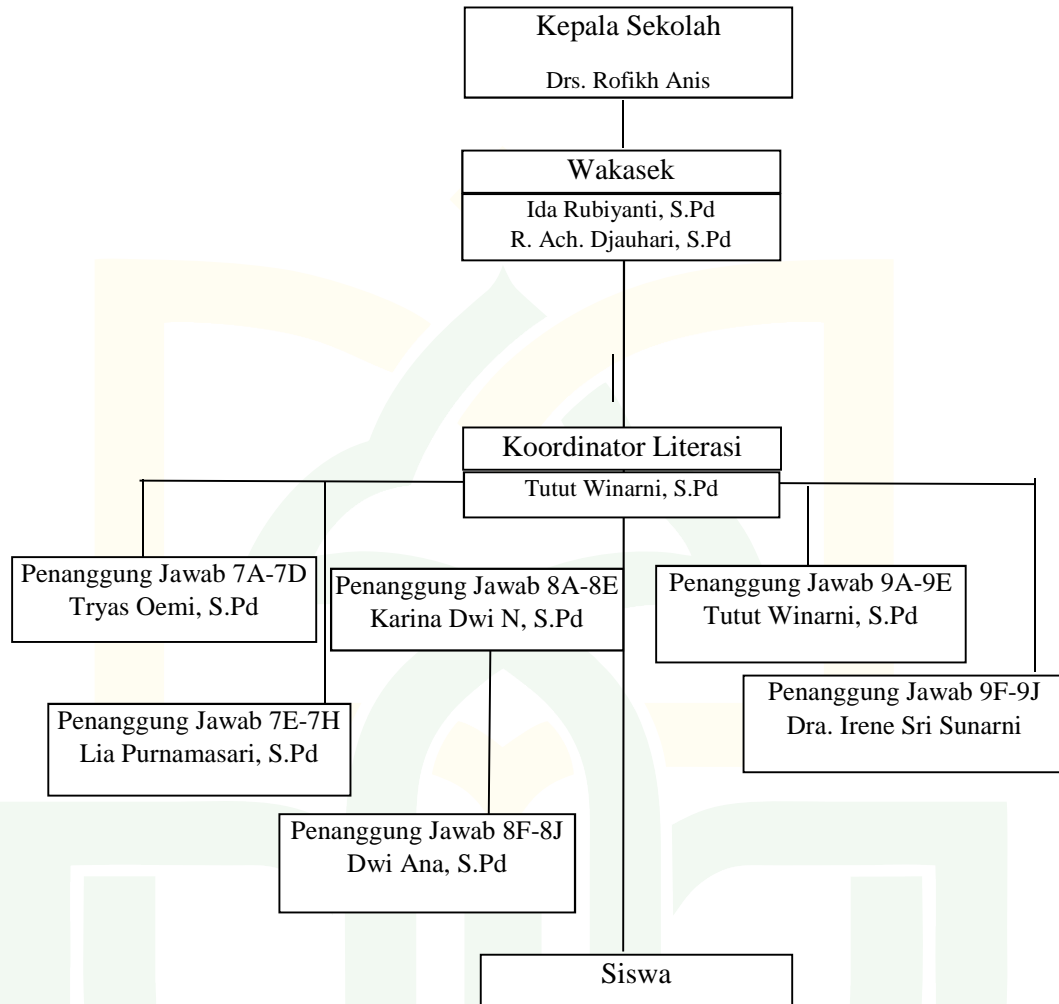 Kepala Sekolah
Drs. Rofikh Anis
Wakasek
Ida Rubiyanti, S.Pd
R. Ach. Djauhari, S.Pd
Koordinator Literasi
Tutut Winarni, S.Pd
Penanggung Jawab 7A-7D
Tryas Oemi, S.Pd
Penanggung Jawab 8A-8E
Karina Dwi N, S.Pd
Penanggung Jawab 9A-9E
Tutut Winarni, S.Pd
Penanggung Jawab 7E-7H
Lia Purnamasari, S.Pd
Penanggung Jawab 9F-9J
Dra. Irene Sri Sunarni
Penanggung Jawab 8F-8J
Dwi Ana, S.Pd
Siswa